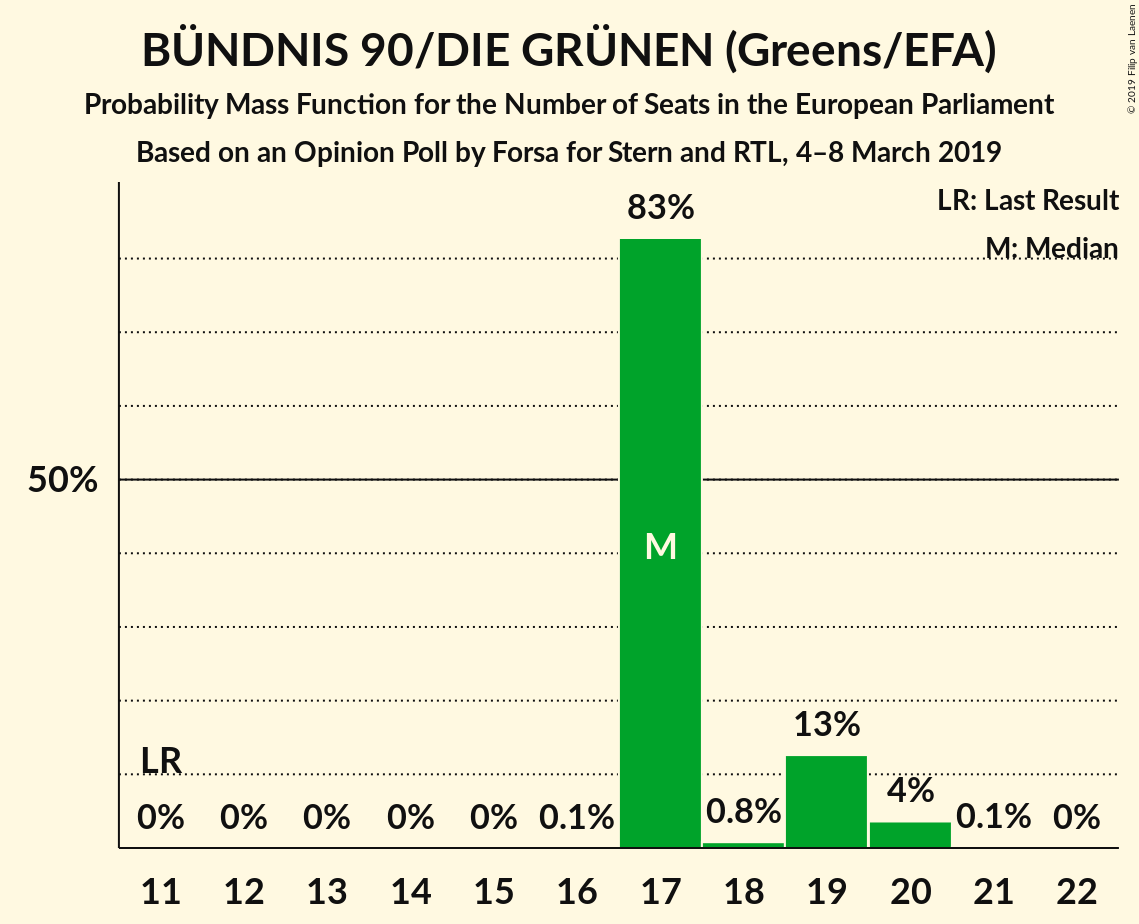 BÜNDNIS 90/DIE GRÜNEN (Greens/EFA)
Probability Mass Function for the Number of Seats in the European Parliament
Based on an Opinion Poll by Forsa for Stern and RTL, 4–8 March 2019
© 2019 Filip van Laenen
LR: Last Result
M: Median
83%
50%
M
LR
13%
0% 0% 0% 0% 0% 0.1% 0.8% 4% 0.1% 0%
11 12 13 14 15 16 17 18 19 20 21 22